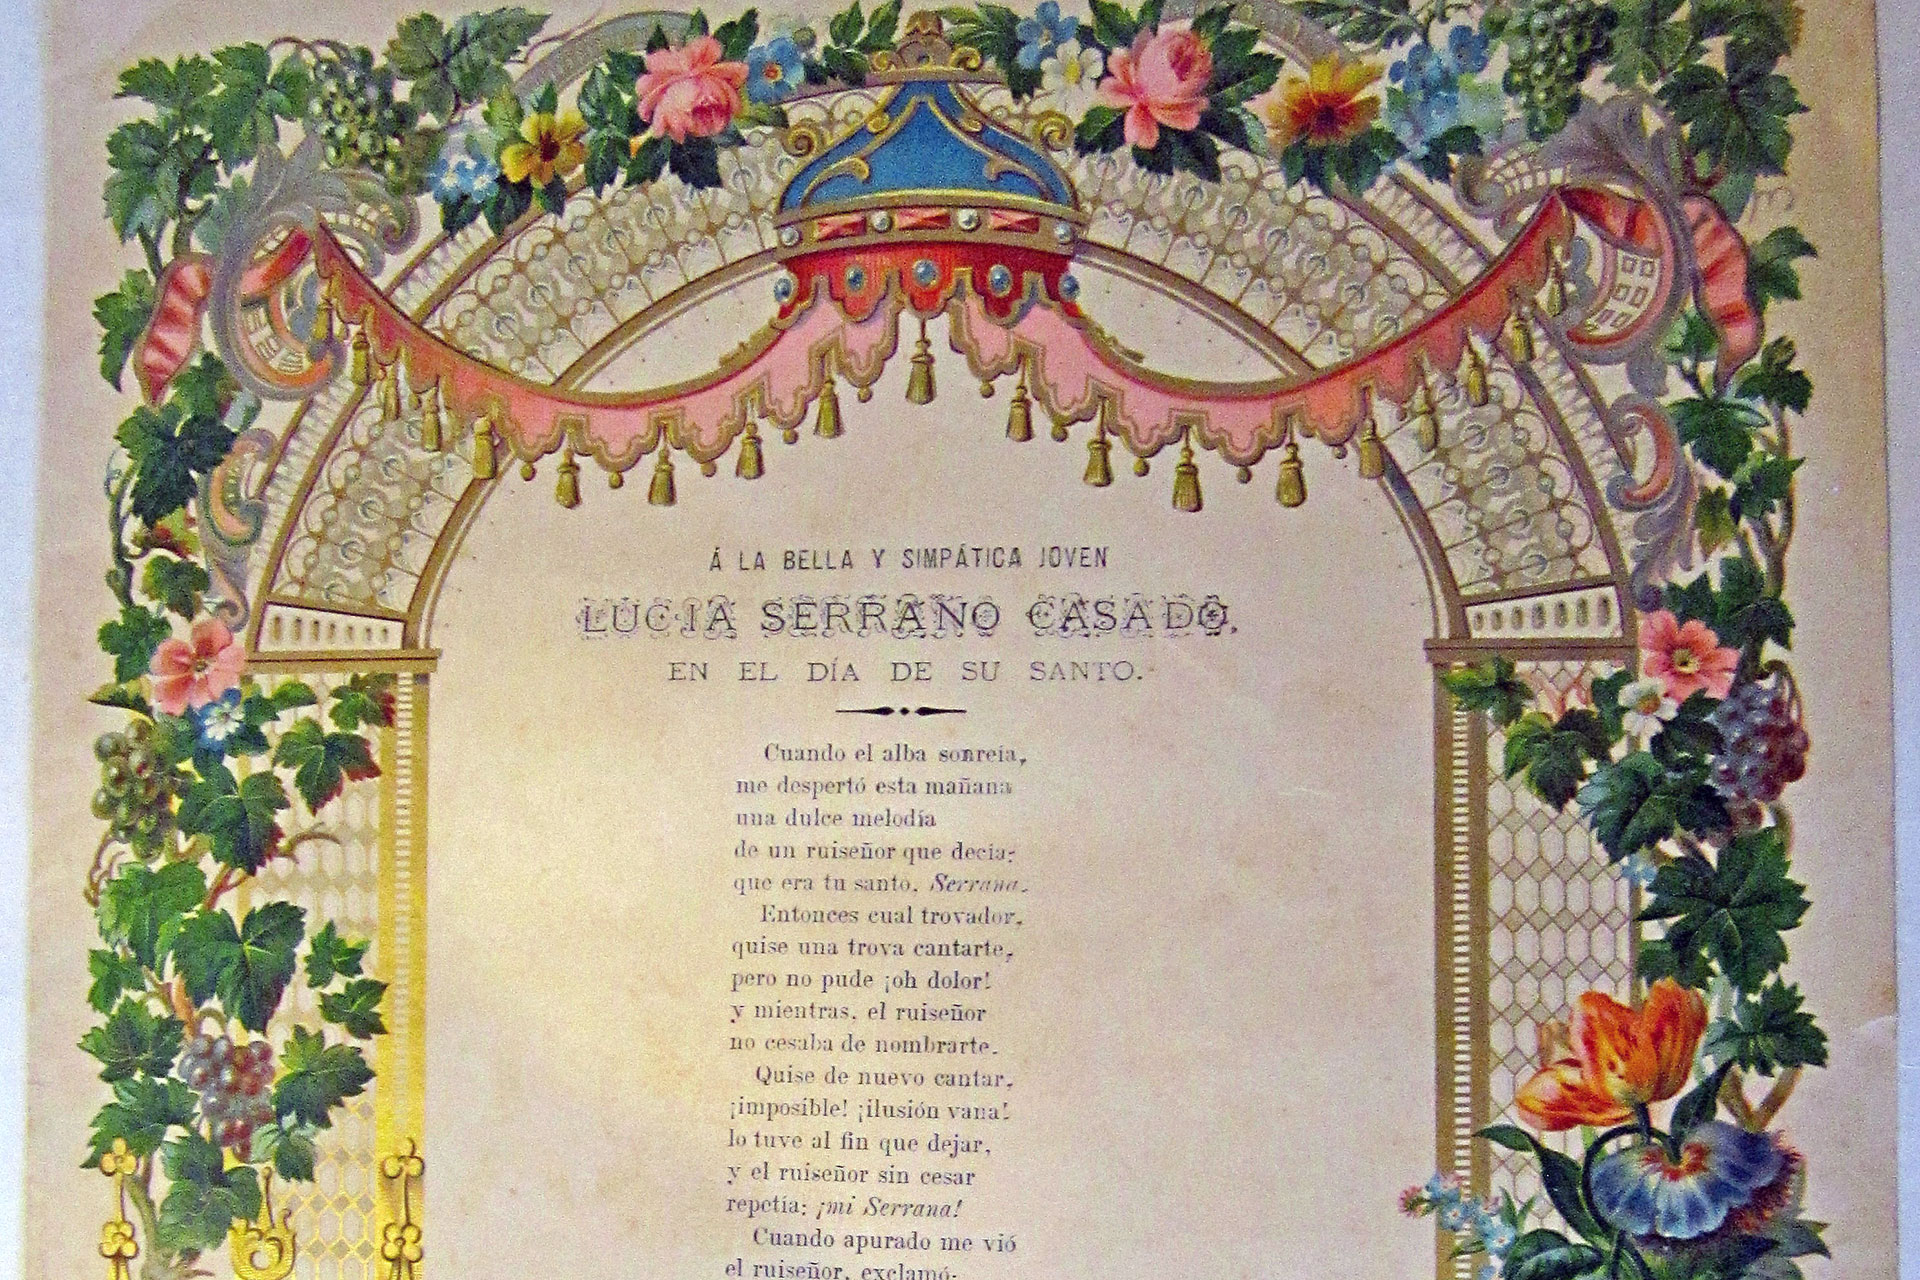 Á LA BELLA Y SIMPÁTICA JOVEN
LUCIA SERRANO CASADO,
EN EL DÍA DE SU SANTO.
Cuando el alba sonreía,
me despertó esta mañana
una dulce melodía
de un ruiseñor que decía:
que era tu santo, Serrana.
Entonces cual trovador,
quise una trova cantarte,
pero no pude ¡oh dolor!
y mientras, el ruiseñor
no cesaba de nombrarte.
Quise de nuevo cantar,
¡imposible! ¡ilusión vana!
lo tuve al fin que dejar,
y el ruiseñor sin cesar
repetía: ¡mi Serrana!
Cuando apurado me vió
el ruiseñor, exclamó: